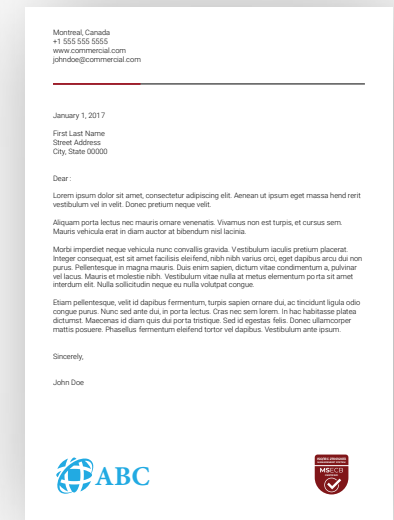 Montreal, Canada
+1 555 555 5555
www.commercial.com
johndoe@commercial.com
January 1, 2017
First Last Name
Street Address
City, State 00000
Dear :
Lorem ipsum dolor sit amet, consectetur adipiscing elit. Aenean ut ipsum eget massa hend rerit
vestibulum vel in velit. Donec pretium neque velit.
Aliquam porta lectus nec mauris ornare venenatis. Vivamus non est turpis, et cursus sem.
Mauris vehicula erat in diam auctor at bibendum nisl lacinia.
Morbi imperdiet neque vehicula nunc convallis gravida. Vestibulum iaculis pretium placerat.
Integer consequat, est sit amet facilisis eleifend, nibh nibh varius orci, eget dapibus arcu dui non
purus. Pellentesque in magna mauris. Duis enim sapien, dictum vitae condimentum a, pulvinar
vel lacus. Mauris et molestie nibh. Vestibulum vitae nulla at metus elementum porta sit amet
interdum elit. Nulla sollicitudin neque eu nulla volutpat congue.
Etiam pellentesque, velit id dapibus fermentum, turpis sapien ornare dui, ac tincidunt ligula odio
congue purus. Nunc sed ante dui, in porta lectus. Cras nec sem lorem. In hac habitasse platea
dictumst. Maecenas id diam quis dui porta tristique. Sed id egestas felis. Donec ullamcorper
mattis posuere. Phasellus fermentum eleifend tortor vel dapibus. Vestibulum ante ipsum.
Sincerely,
John Doe
ABC
MSECB